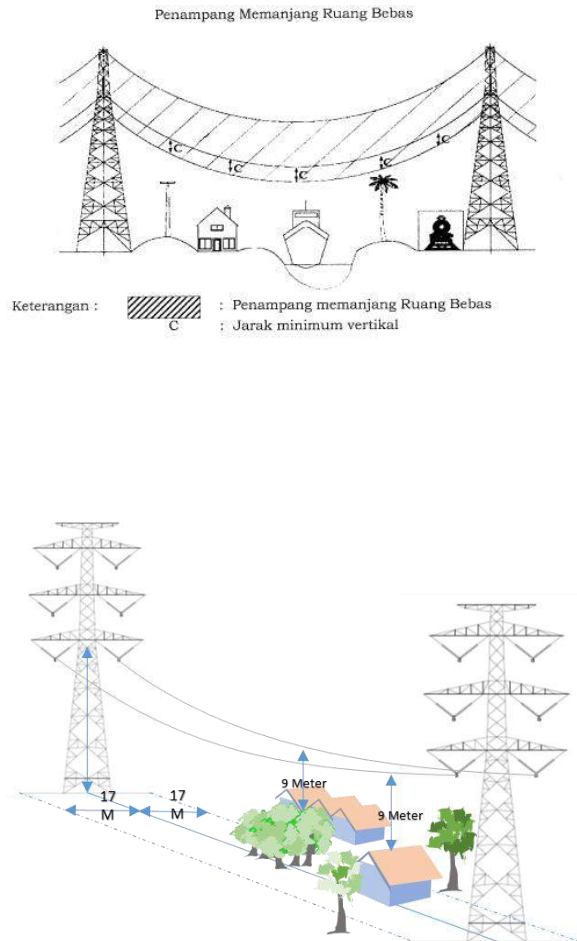 Penampang Memanjang Ruang Bebas
C
C
C
C
C
Keterangan :
: Penampang memanjang Ruang Bebas
C : Jarak minimum vertikal
9 Meter
17
M
17
M
9 Meter